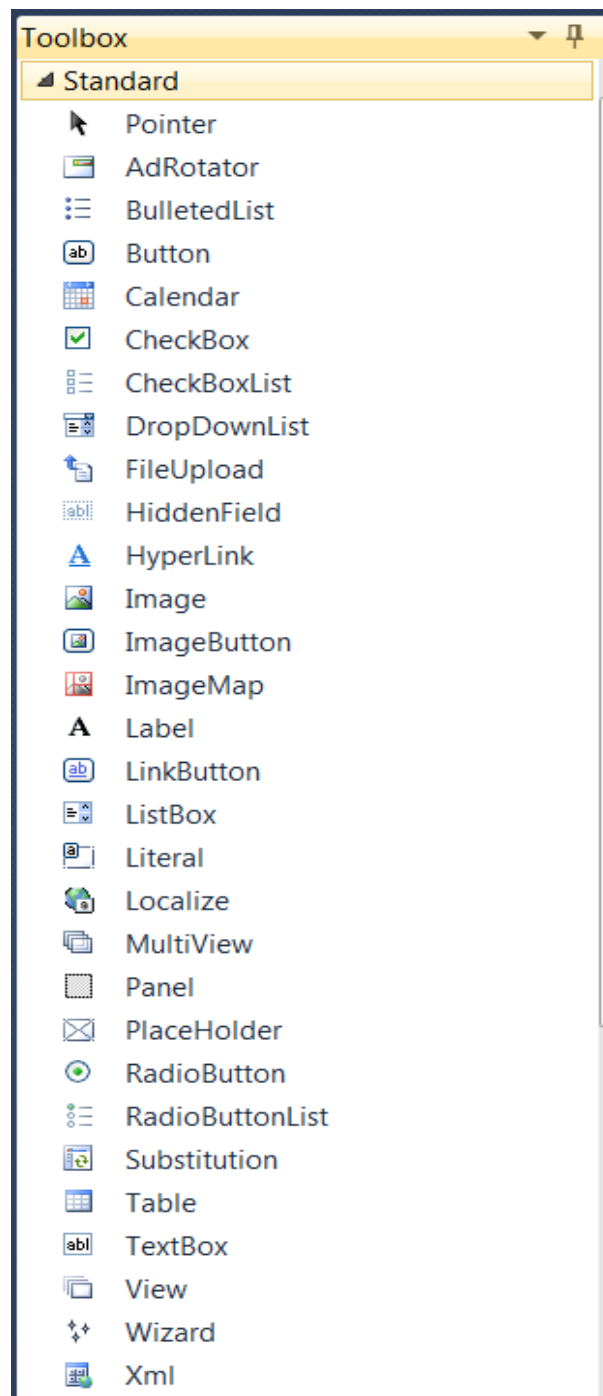 Toolbox
Standard
Pointer
AdRotator
BulletedList
Button
Calendar
CheckBox
CheckBoxList
DropDownList
FileUpload
HiddenField
HyperLink
Image
ImageButton
ImageMap
Label
LinkButton
ListBox
Literal
Localize
MultiView
Panel
PlaceHolder
RadioButton
RadioButtonList
Substitution
Table
TextBox
View
Wizard
Xml